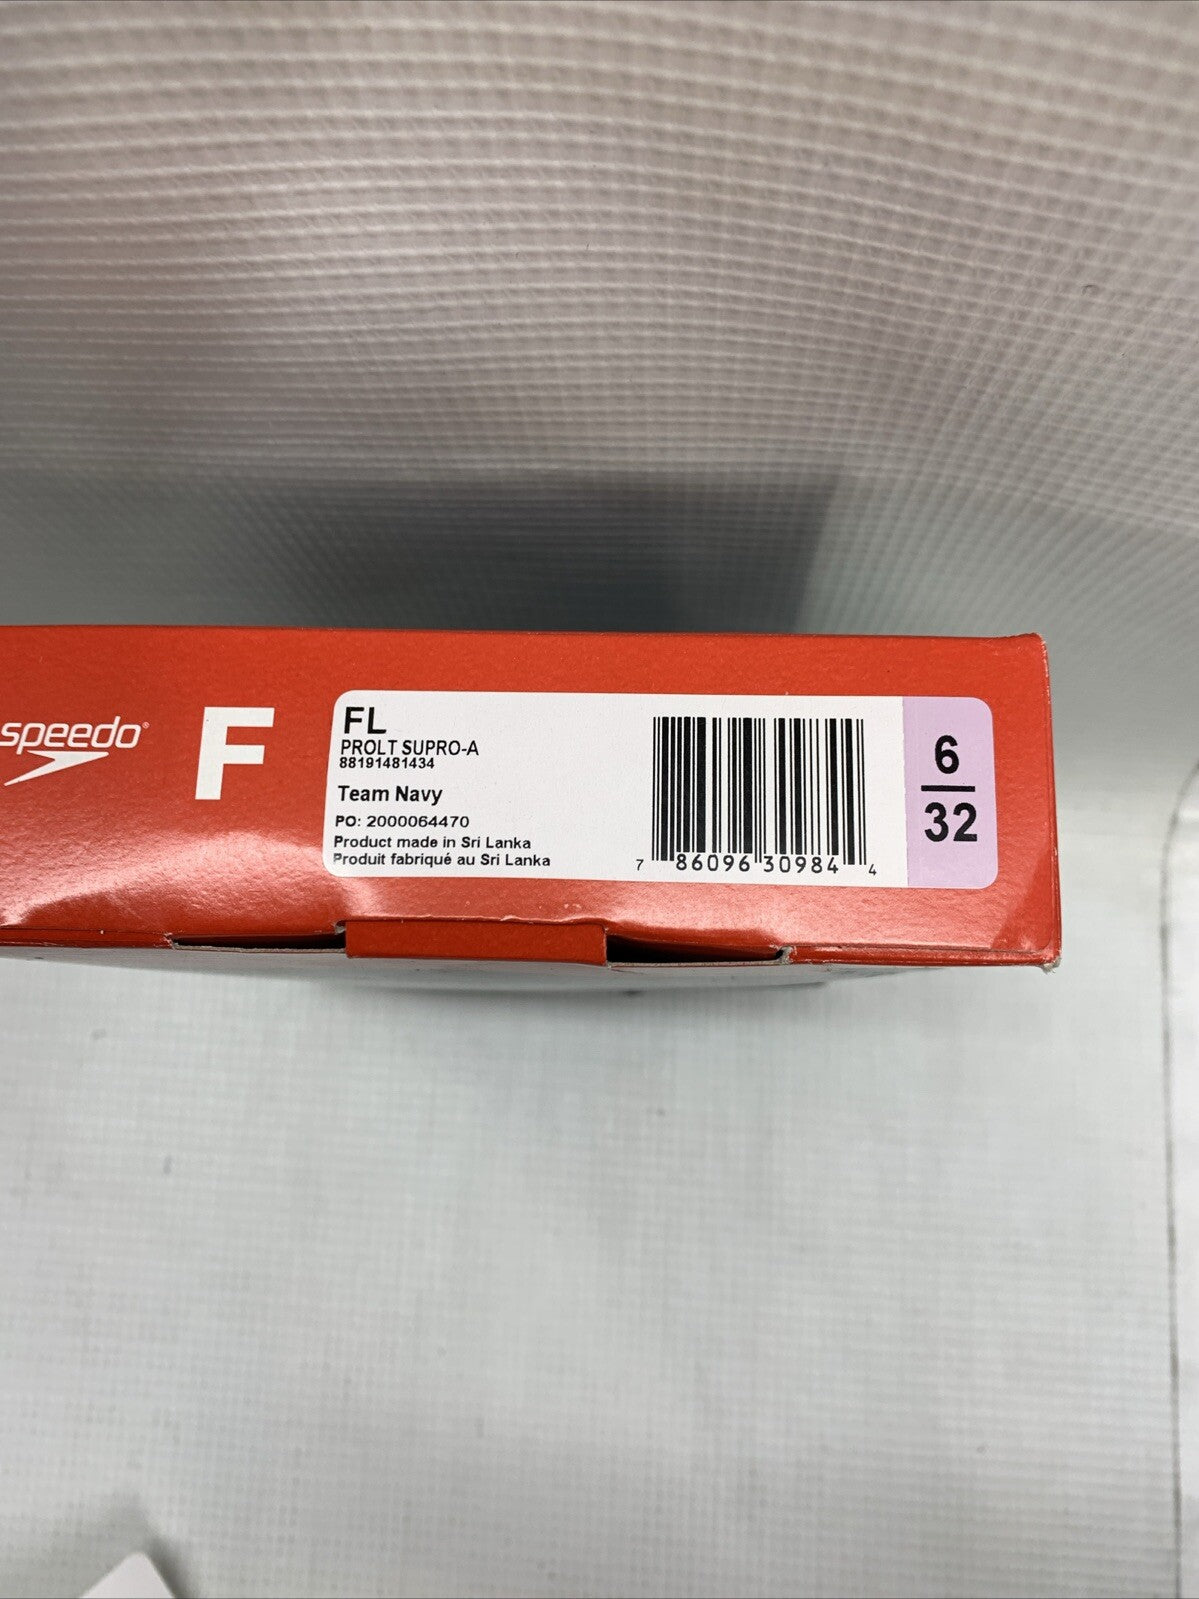 speedo®
F
FL
PROLT SUPRO-A
88191481434
Team Navy
PO: 2000064470
Product made in Sri Lanka
Produit fabriqué au Sri Lanka
7 86096 30984 4
6
32